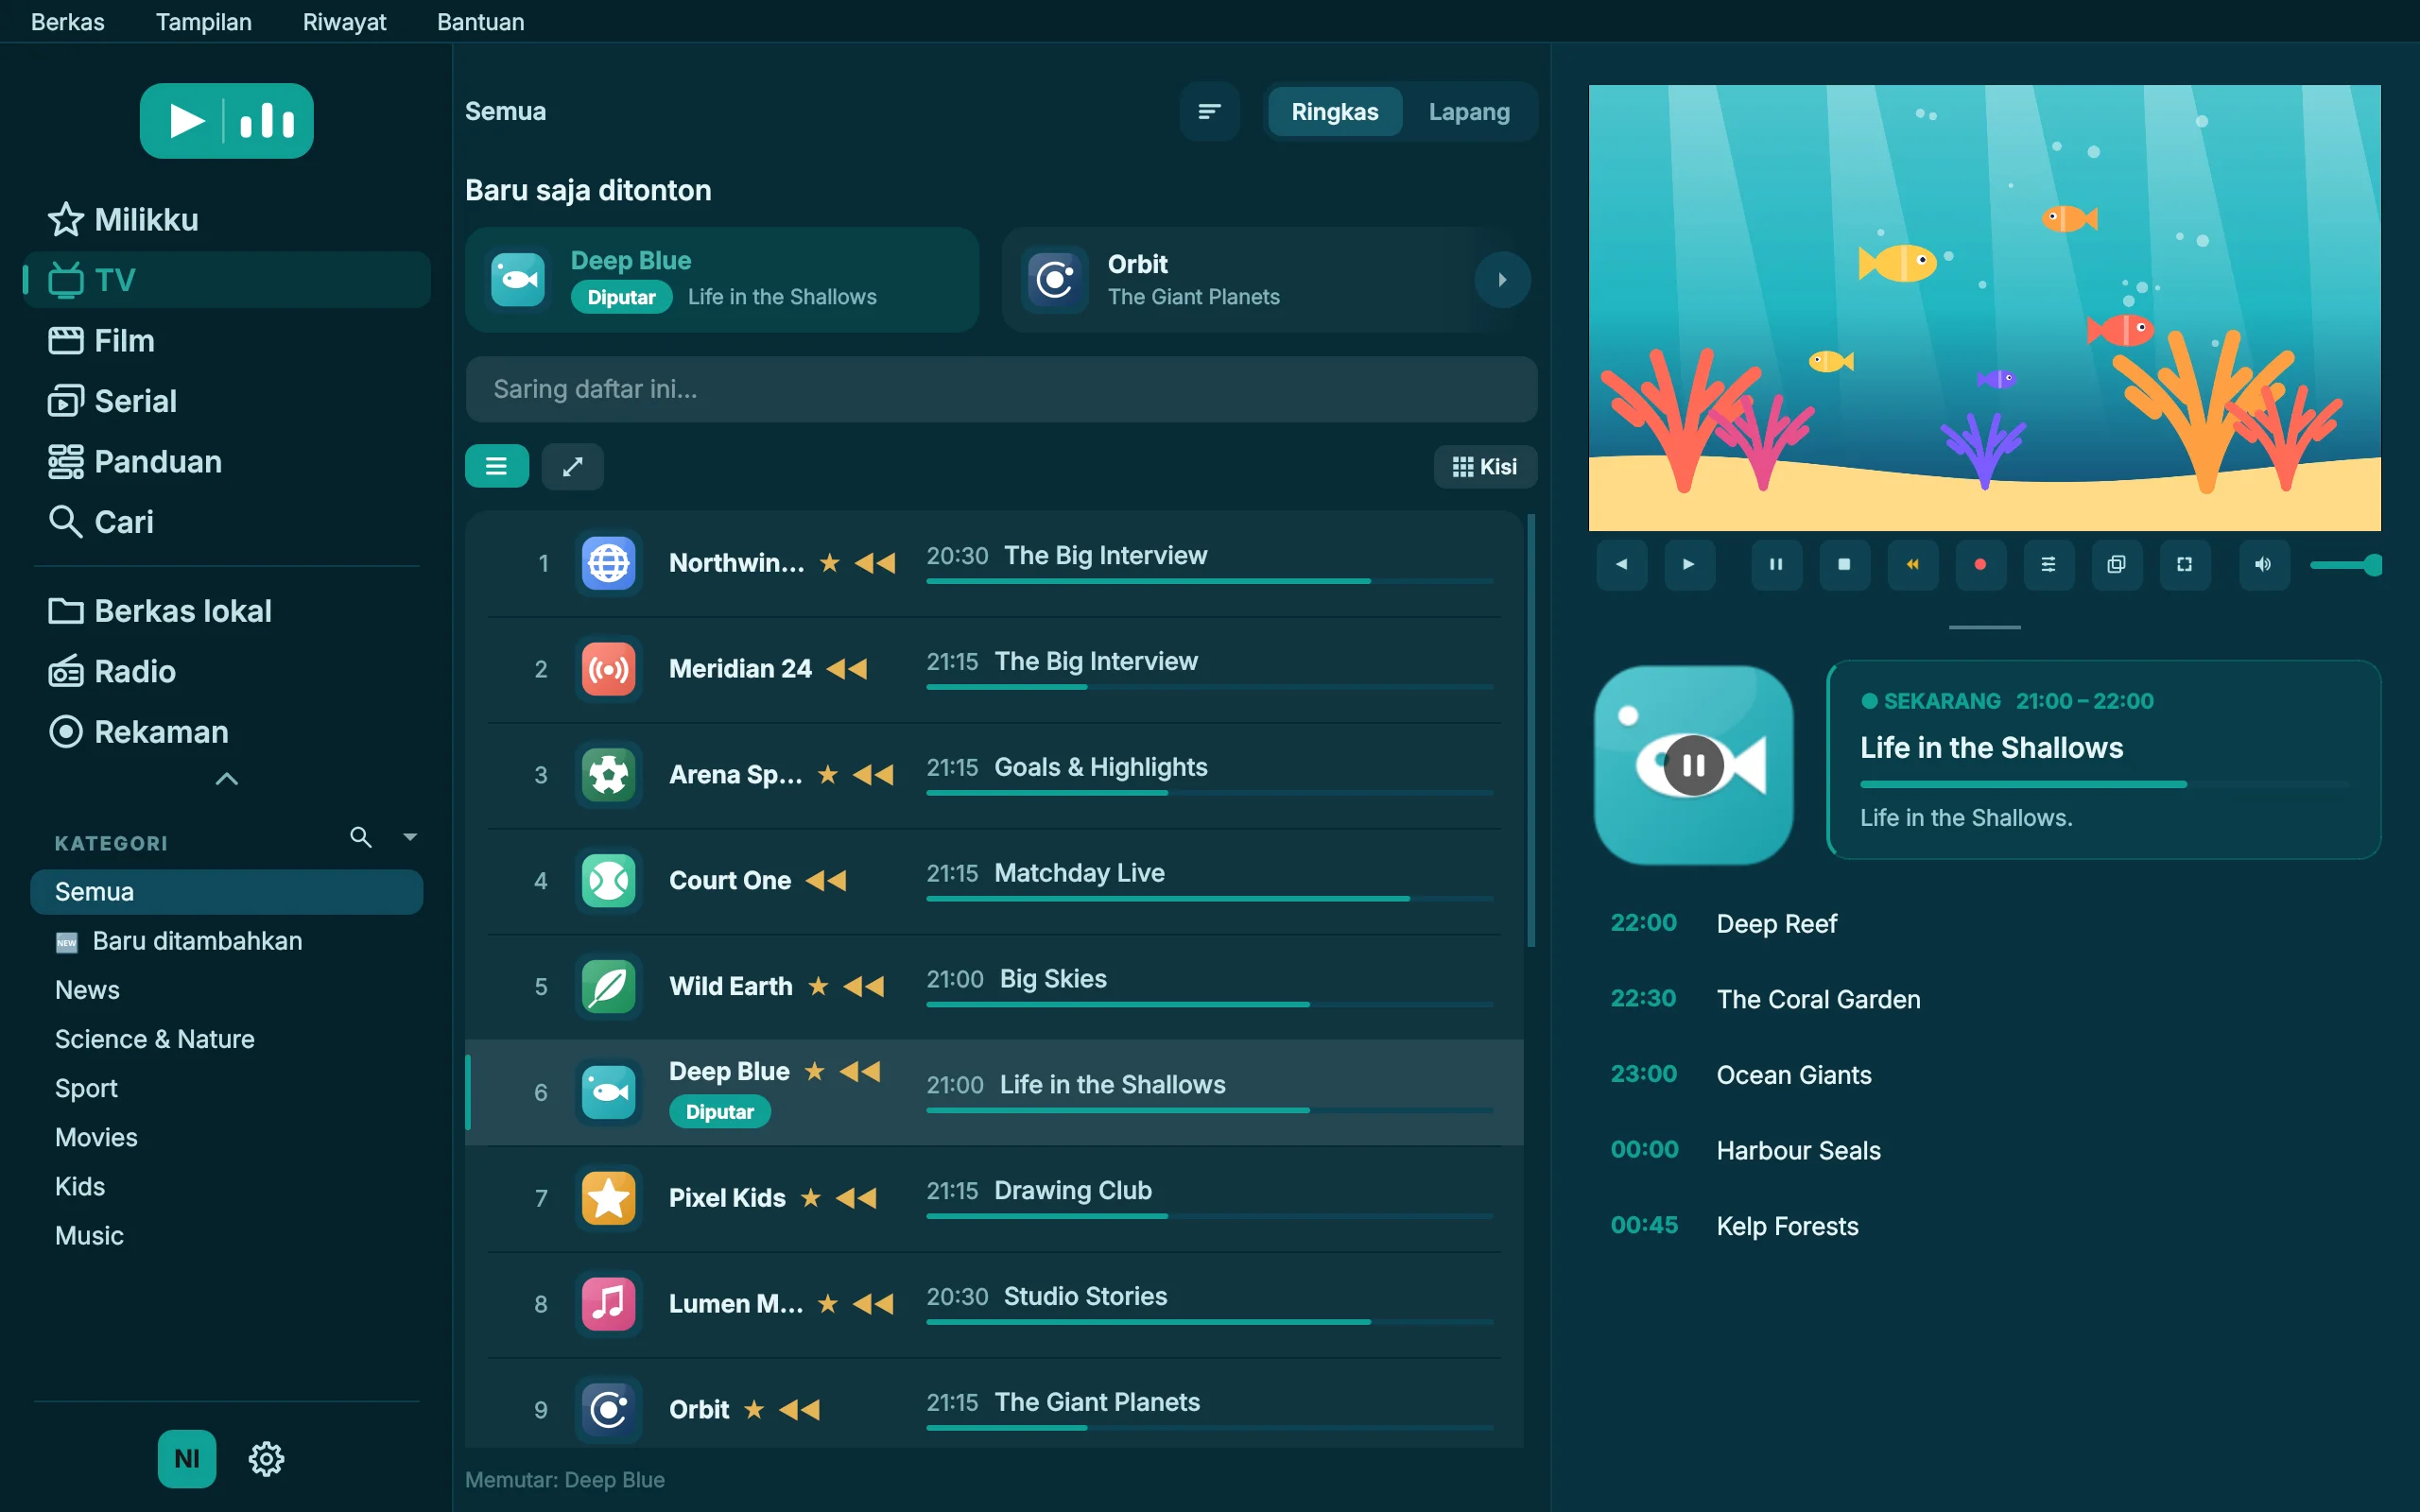 Berkas Tampilan Riwayat Bantuan
Milikku
TV
Film
Serial
Panduan
Cari
Berkas lokal
Radio
Rekaman
KATEGORI
Semua
NEW Baru ditambahkan
News
Science & Nature
Sport
Movies
Kids
Music
NI
Semua
Ringkas Lapang
Baru saja ditonton
Deep Blue
Diputar Life in the Shallows
Orbit
The Giant Planets
Saring daftar ini...
Kisi
1 Northwin... 20:30 The Big Interview
2 Meridian 24 21:15 The Big Interview
3 Arena Sp... 21:15 Goals & Highlights
4 Court One 21:15 Matchday Live
5 Wild Earth 21:00 Big Skies
6 Deep Blue 21:00 Life in the Shallows
Diputar
7 Pixel Kids 21:15 Drawing Club
8 Lumen M... 20:30 Studio Stories
9 Orbit 21:15 The Giant Planets
Memutar: Deep Blue
SEKARANG 21:00 – 22:00
Life in the Shallows
Life in the Shallows.
22:00 Deep Reef
22:30 The Coral Garden
23:00 Ocean Giants
00:00 Harbour Seals
00:45 Kelp Forests